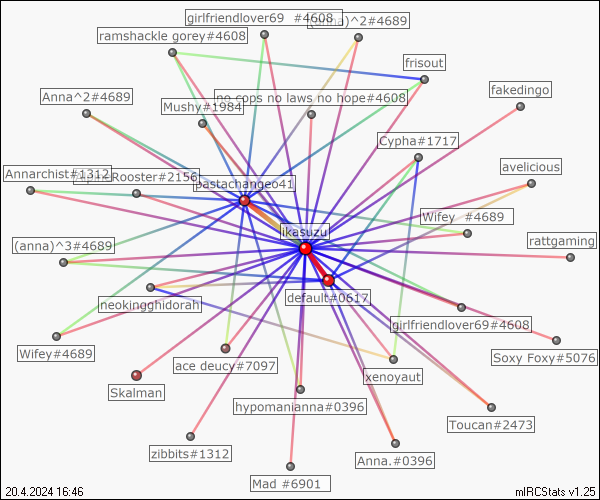 girlfriendlover69 #4608
(anna)^2#4689
ramshackle gorey#4608
frisout
fakedingo
Anna^2#4689
Mushy#1984
no cops no laws no hope#4608
Cypha#1717
avelicious
Annarchist#1312
Rooster#2156
pastachangeo41
Wifey #4689
ikasuzu
rattgaming
(anna)^3#4689
default#0617
neokingghidorah
girlfriendlover69#4608
Wifey#4689
Soxy Foxy#5076
ace deucy#7097
xenoyaut
Skalman
hypomanianna#0396
Toucan#2473
zibbits#1312
Anna.#0396
Mad #6901
20.4.2024 16:46
mIRCStats v1.25